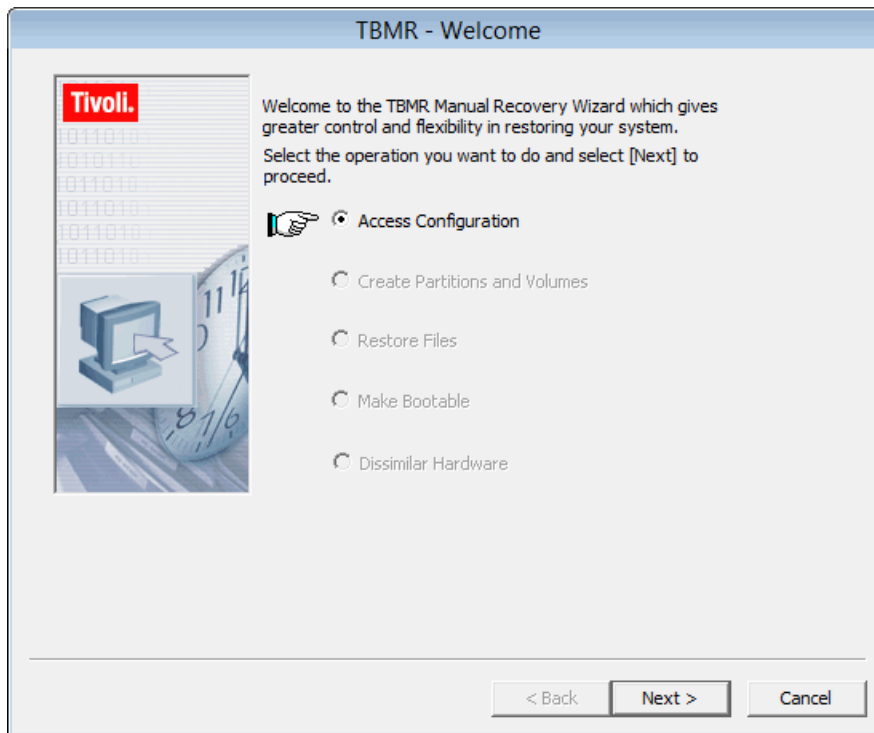 TBMR - Welcome
Tivoli.
Welcome to the TBMR Manual Recovery Wizard which gives
greater control and flexibility in restoring your system.
Select the operation you want to do and select [Next] to
proceed.
Access Configuration
Create Partitions and Volumes
Restore Files
Make Bootable
Dissimilar Hardware
< Back
Next >
Cancel